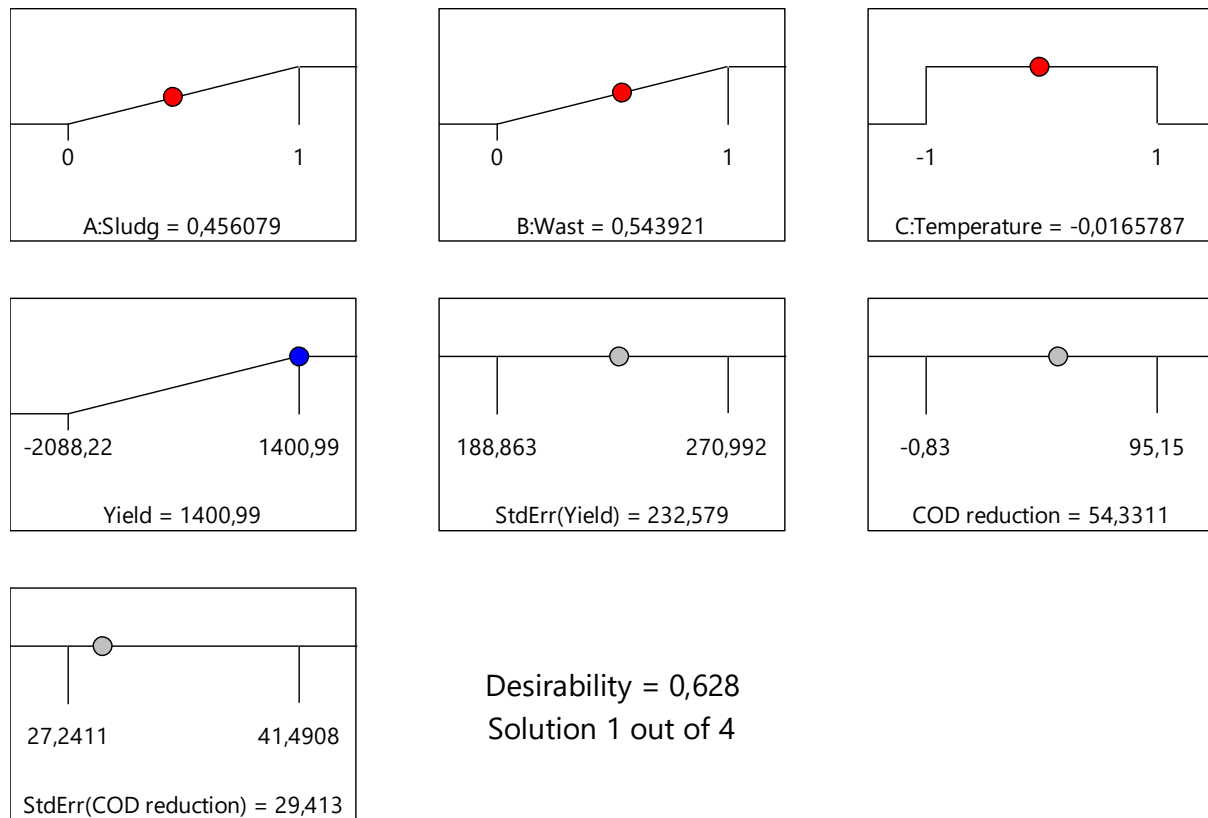 0 1
A:Sludg = 0,456079
0 1
B:Wast = 0,543921
-1 1
C:Temperature = -0,0165787
-2088,22 1400,99
Yield = 1400,99
188,863 270,992
StdErr(Yield) = 232,579
-0,83 95,15
COD reduction = 54,3311
27,2411 41,4908
StdErr(COD reduction) = 29,413
Desirability = 0,628
Solution 1 out of 4